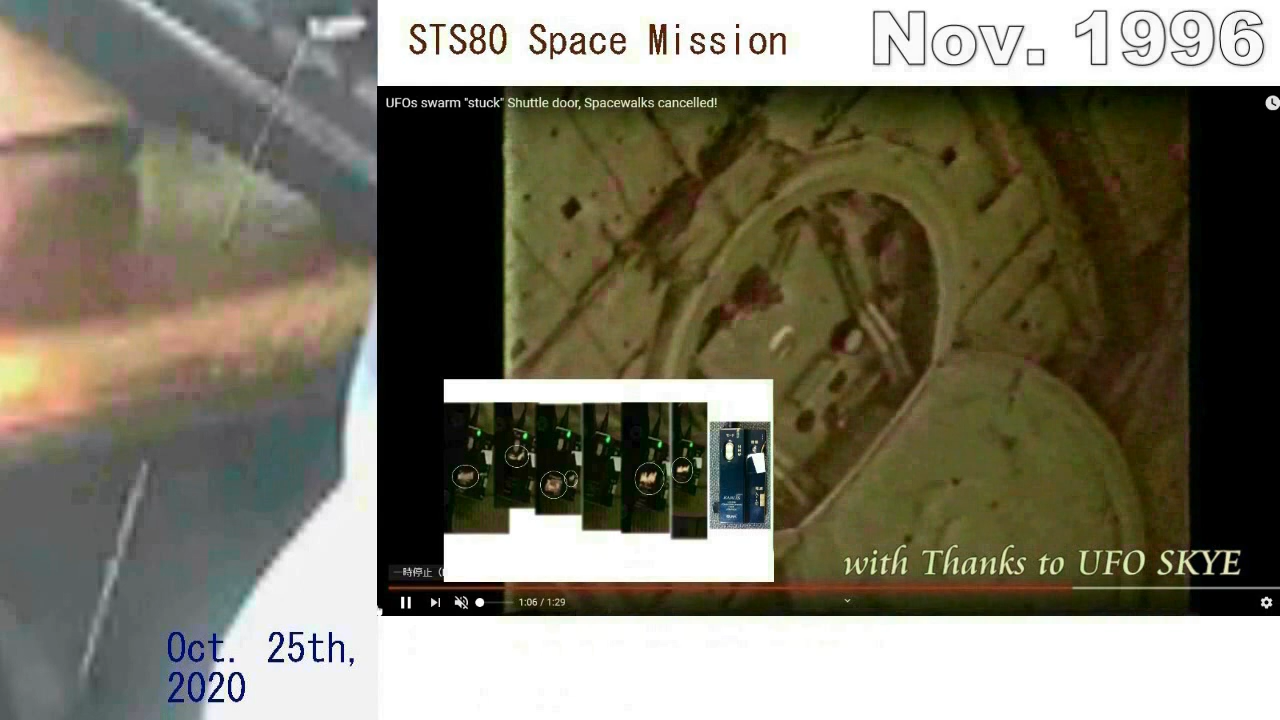 STS80 Space Mission
Nov. 1996
UFOs swarm "stuck" Shuttle door, Spacewalks cancelled!
with Thanks to UFO SKYE
一時停止
1:06 / 1:29
Oct. 25th,
2020